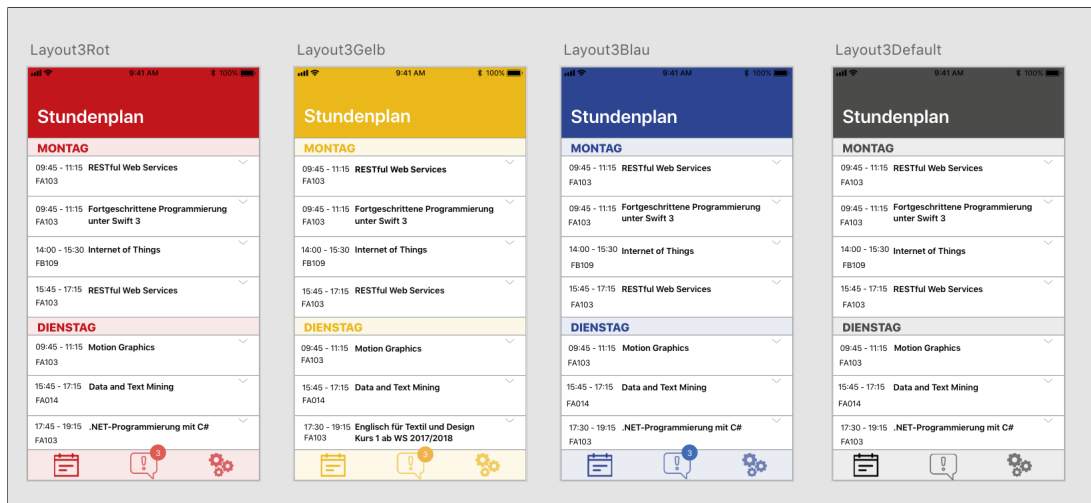 Layout3Rot
9:41 AM
100%
Stundenplan
MONTAG
09:45 - 11:15 RESTful Web Services
FA103
09:45 - 11:15 Fortgeschrittene Programmierung
FA103 unter Swift 3
14:00 - 15:30 Internet of Things
FB109
15:45 - 17:15 RESTful Web Services
FA103
DIENSTAG
09:45 - 11:15 Motion Graphics
FA103
15:45 - 17:15 Data and Text Mining
FA014
17:45 - 19:15 .NET-Programmierung mit C#
FA103
3
Layout3Gelb
9:41 AM
100%
Stundenplan
MONTAG
09:45 - 11:15 RESTful Web Services
FA103
09:45 - 11:15 Fortgeschrittene Programmierung
FA103 unter Swift 3
14:00 - 15:30 Internet of Things
FB109
15:45 - 17:15 RESTful Web Services
FA103
DIENSTAG
09:45 - 11:15 Motion Graphics
FA103
15:45 - 17:15 Data and Text Mining
FA014
17:30 - 19:15 Englisch für Textil und Design
FA103 Kurs 1 ab WS 2017/2018
3
Layout3Blau
9:41 AM
100%
Stundenplan
MONTAG
09:45 - 11:15 RESTful Web Services
FA103
09:45 - 11:15 Fortgeschrittene Programmierung
FA103 unter Swift 3
14:00 - 15:30 Internet of Things
FB109
15:45 - 17:15 RESTful Web Services
FA103
DIENSTAG
09:45 - 11:15 Motion Graphics
FA103
15:45 - 17:15 Data and Text Mining
FA014
17:30 - 19:15 .NET-Programmierung mit C#
FA103
3
Layout3Default
9:41 AM
100%
Stundenplan
MONTAG
09:45 - 11:15 RESTful Web Services
FA103
09:45 - 11:15 Fortgeschrittene Programmierung
FA103 unter Swift 3
14:00 - 15:30 Internet of Things
FB109
15:45 - 17:15 RESTful Web Services
FA103
DIENSTAG
09:45 - 11:15 Motion Graphics
FA103
15:45 - 17:15 Data and Text Mining
FA014
17:30 - 19:15 .NET-Programmierung mit C#
FA103